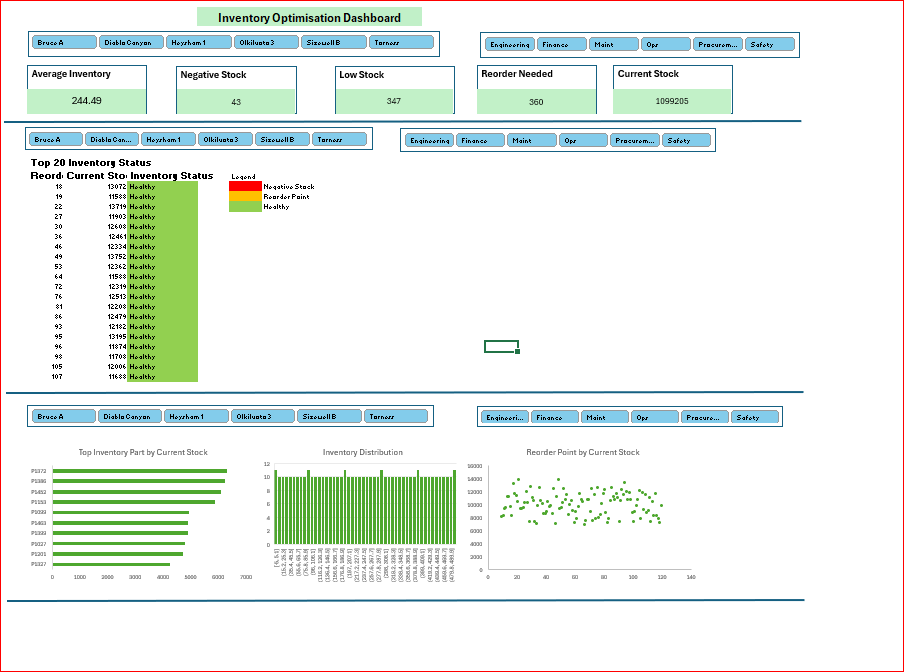 Inventory Optimisation Dashboard
Bruce A Diablo Canyon Heysham 1 Olkiluoto 3 Sizewell B Torness
Engineering Finance Maint Ops Procurem... Safety
Average Inventory Negative Stock Low Stock Reorder Needed Current Stock
244.49 43 347 360 1099205
Bruce A Diablo Can... Heysham 1 Olkiluoto 3 Sizewell B Torness
Engineering Finance Maint Ops Procurem... Safety
Top 20 Inventory Status
Reord Current Stoc Inventory Status
Legend
Negative Stock
Reorder Point
Healthy
18 13072 Healthy
19 11588 Healthy
22 13719 Healthy
27 11903 Healthy
30 12608 Healthy
36 12461 Healthy
46 12334 Healthy
49 13752 Healthy
53 12362 Healthy
64 11588 Healthy
72 12319 Healthy
76 12513 Healthy
81 12208 Healthy
86 12479 Healthy
93 12182 Healthy
95 13195 Healthy
96 11874 Healthy
98 11708 Healthy
105 12006 Healthy
107 11688 Healthy
Bruce A Diablo Canyon Heysham 1 Olkiluoto 3 Sizewell B Torness
Engineeri... Finance Maint Ops Procure... Safety
Top Inventory Part by Current Stock
P1372
P1386
P1453
P1153
P1099
P1403
P1399
P1027
P1201
P1327
0 1000 2000 3000 4000 5000 6000 7000
Inventory Distribution
12
10
8
6
4
2
0
Reorder Point by Current Stock
16000
14000
12000
10000
8000
6000
4000
2000
0
0 20 40 60 80 100 120 140